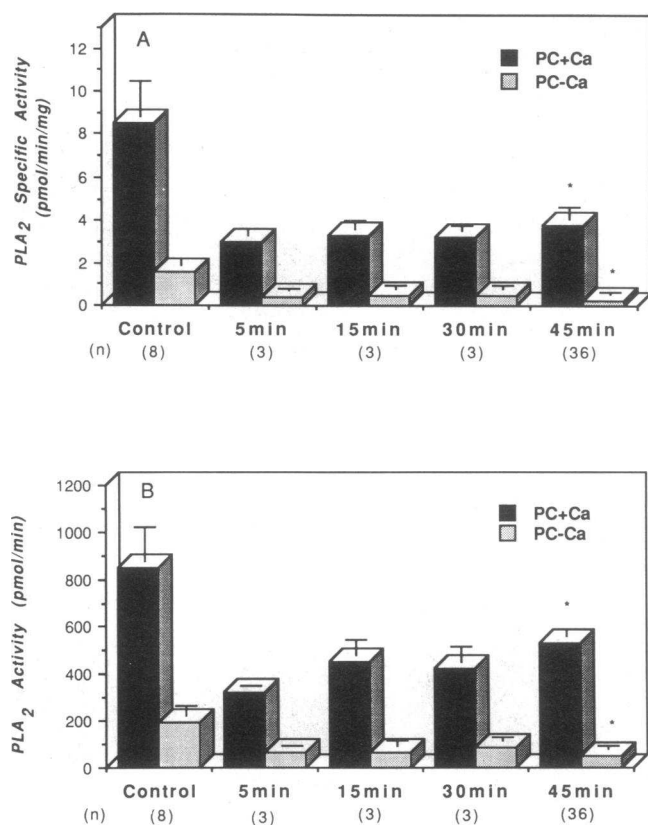 A
PC+Ca
PC-Ca
PLA2 Specific Activity
(pmol/min/mg)
12
10
8
6
4
2
0
*
*
Control 5min 15min 30min 45min
(n) (8) (3) (3) (3) (36)
B
PC+Ca
PC-Ca
PLA2 Activity (pmol/min)
1200
1000
800
600
400
200
0
*
*
Control 5min 15min 30min 45min
(n) (8) (3) (3) (3) (36)